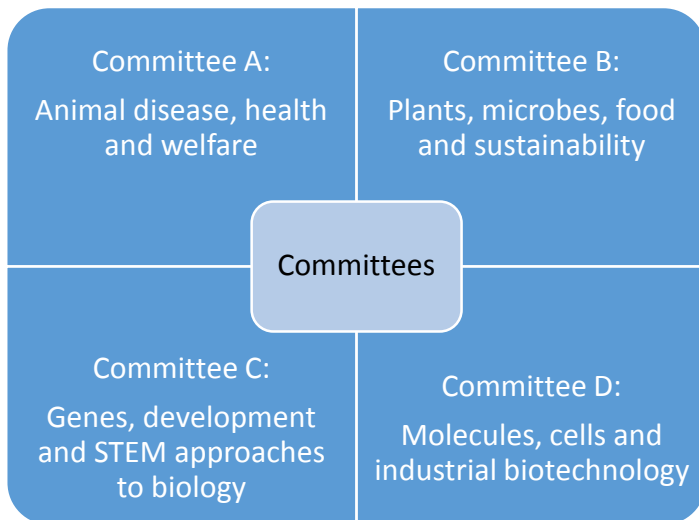 Committee A:
Animal disease, health
and welfare
Committee B:
Plants, microbes, food
and sustainability
Committees
Committee C:
Genes, development
and STEM approaches
to biology
Committee D:
Molecules, cells and
industrial biotechnology